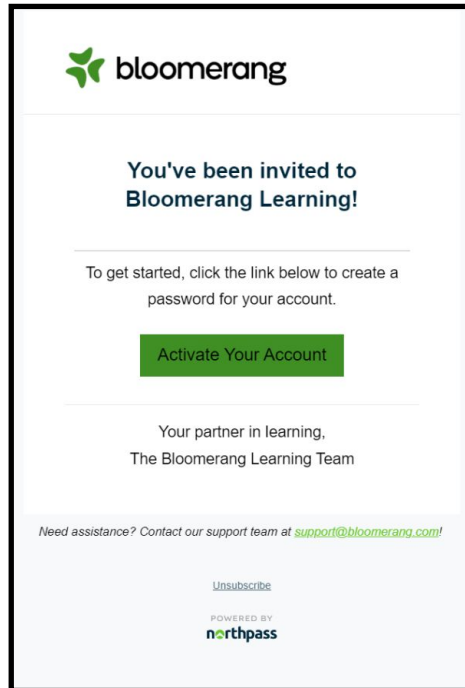 bloomerang
You've been invited to
Bloomerang Learning!
To get started, click the link below to create a
password for your account.
Activate Your Account
Your partner in learning,
The Bloomerang Learning Team
Need assistance? Contact our support team at support@bloomerang.com!
Unsubscribe
POWERED BY
northpass